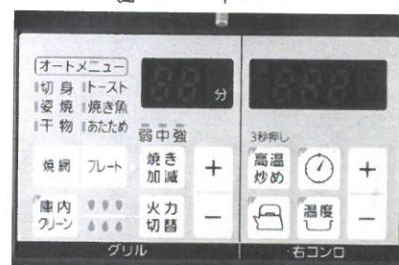 オートメニュー
切身 トースト
姿焼 焼き魚
干物 あたため
分
弱 中 強
焼網 プレート 焼き加減 +
庫内クリーン 火力切替 −
グリル
3秒押し
高温炒め +
温度 −
右コンロ